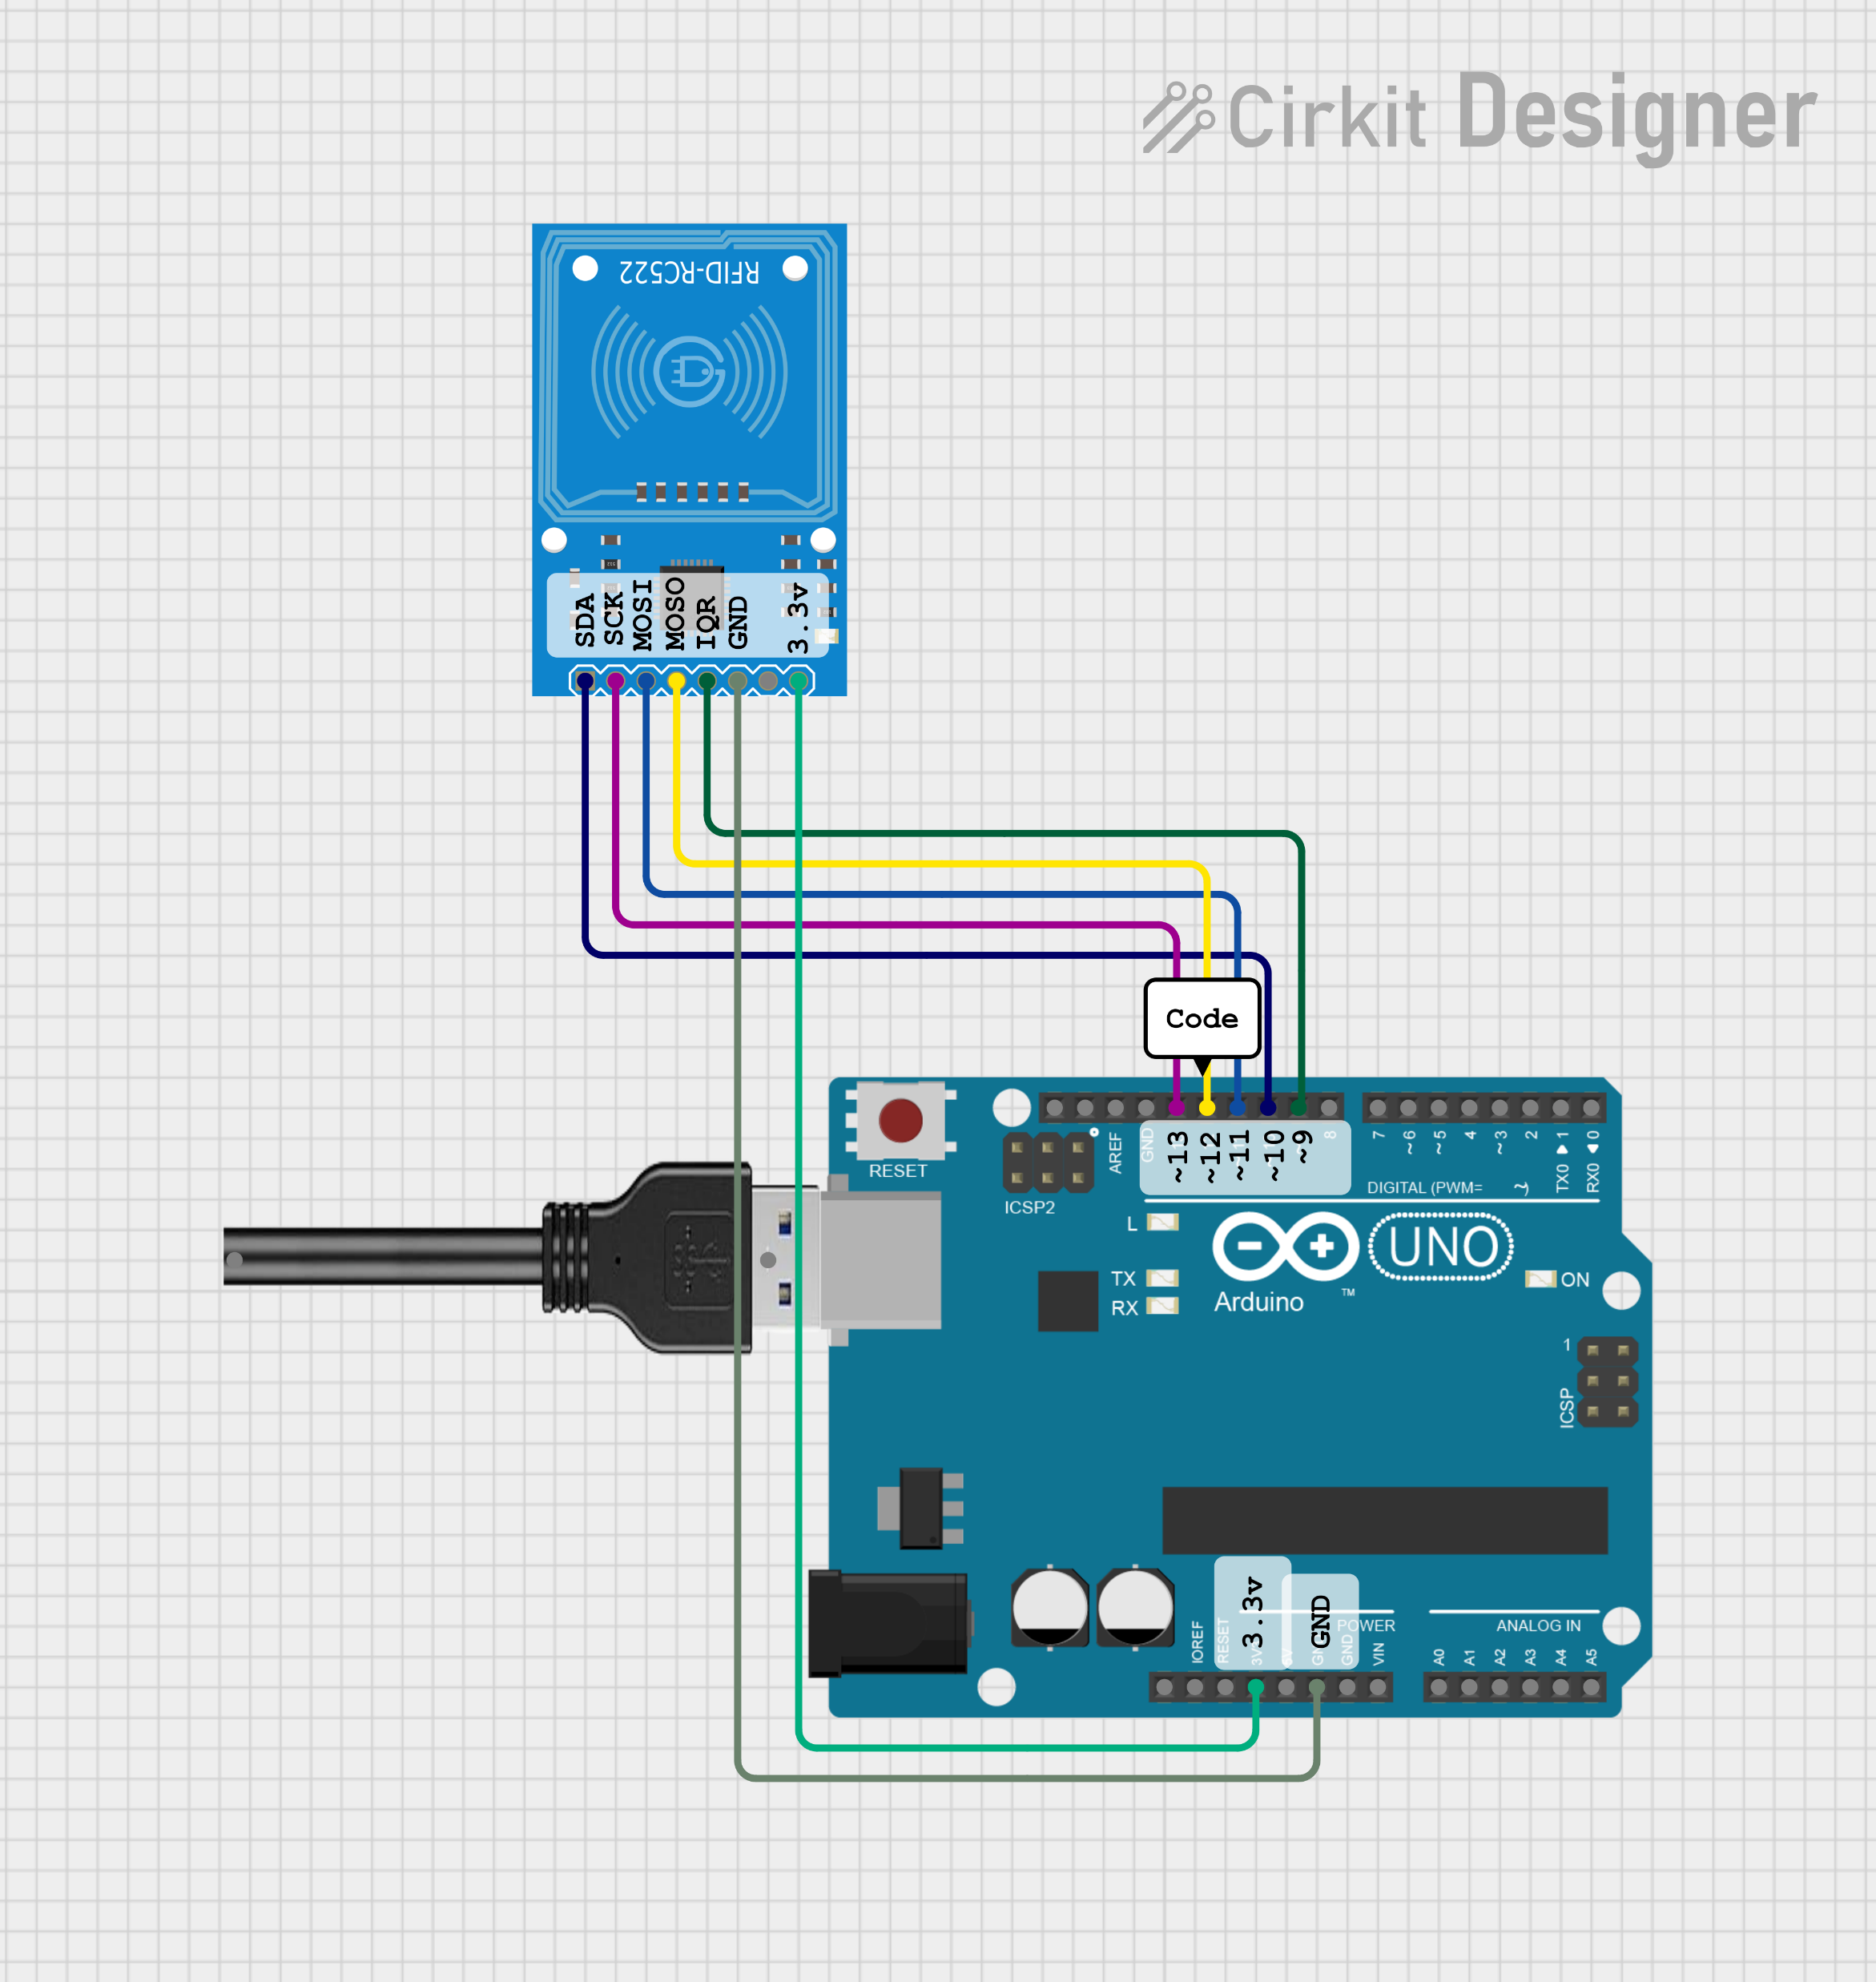 Cirkit Designer
RFID-RC522
SDA
SCK
MOSI
MOSO
IQR
GND
3.3v
Code
RESET
ICSP2
AREF
GND
~13
~12
~11
~10
~9
8
7
~6
~5
4
~3
2
TX0 ▶ 1
RX0 ◀ 0
DIGITAL (PWM= ~)
L
TX
RX
Arduino ™
UNO
ON
1
ICSP
3.3v
GND
POWER
ANALOG IN
IOREF
RESET
GND
VIN
A0
A1
A2
A3
A4
A5